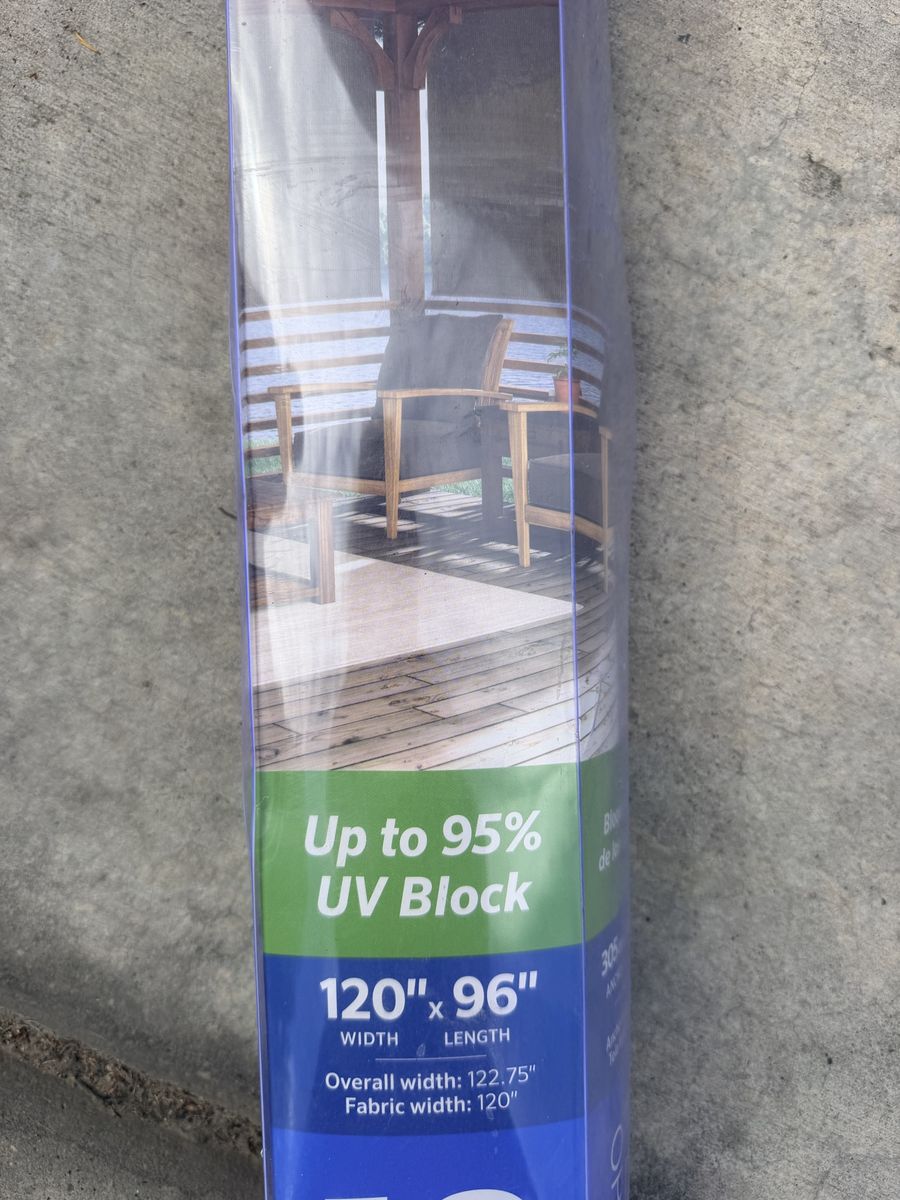 Up to 95%
UV Block
120" x 96"
WIDTH LENGTH
Overall width: 122.75"
Fabric width: 120"